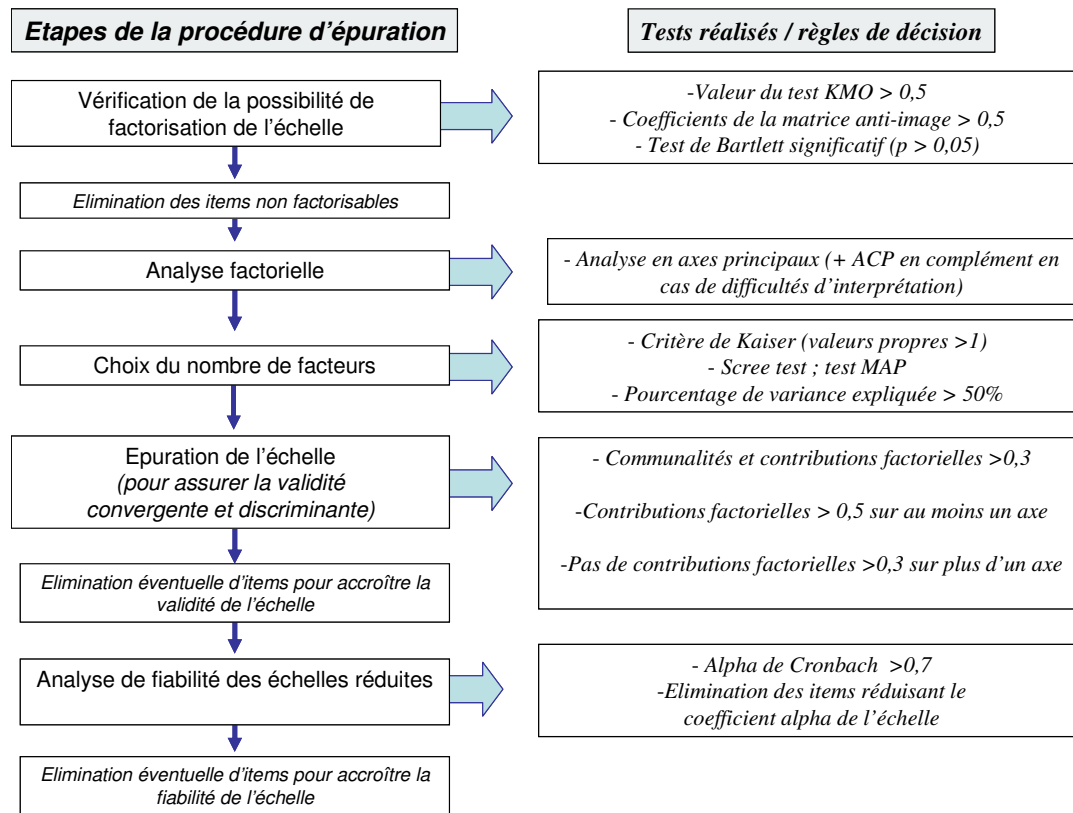 Etapes de la procédure d'épuration
Tests réalisés / règles de décision
Vérification de la possibilité de
factorisation de l'échelle
-Valeur du test KMO > 0,5
- Coefficients de la matrice anti-image > 0,5
- Test de Bartlett significatif (p > 0,05)
Elimination des items non factorisables
Analyse factorielle
- Analyse en axes principaux (+ ACP en complément en
cas de difficultés d'interprétation)
Choix du nombre de facteurs
- Critère de Kaiser (valeurs propres >1)
- Scree test ; test MAP
- Pourcentage de variance expliquée > 50%
Epuration de l'échelle
(pour assurer la validité
convergente et discriminante)
- Communalités et contributions factorielles >0,3
-Contributions factorielles > 0,5 sur au moins un axe
-Pas de contributions factorielles >0,3 sur plus d'un axe
Elimination éventuelle d'items pour accroître la
validité de l'échelle
Analyse de fiabilité des échelles réduites
- Alpha de Cronbach >0,7
-Elimination des items réduisant le
coefficient alpha de l'échelle
Elimination éventuelle d'items pour accroître la
fiabilité de l'échelle